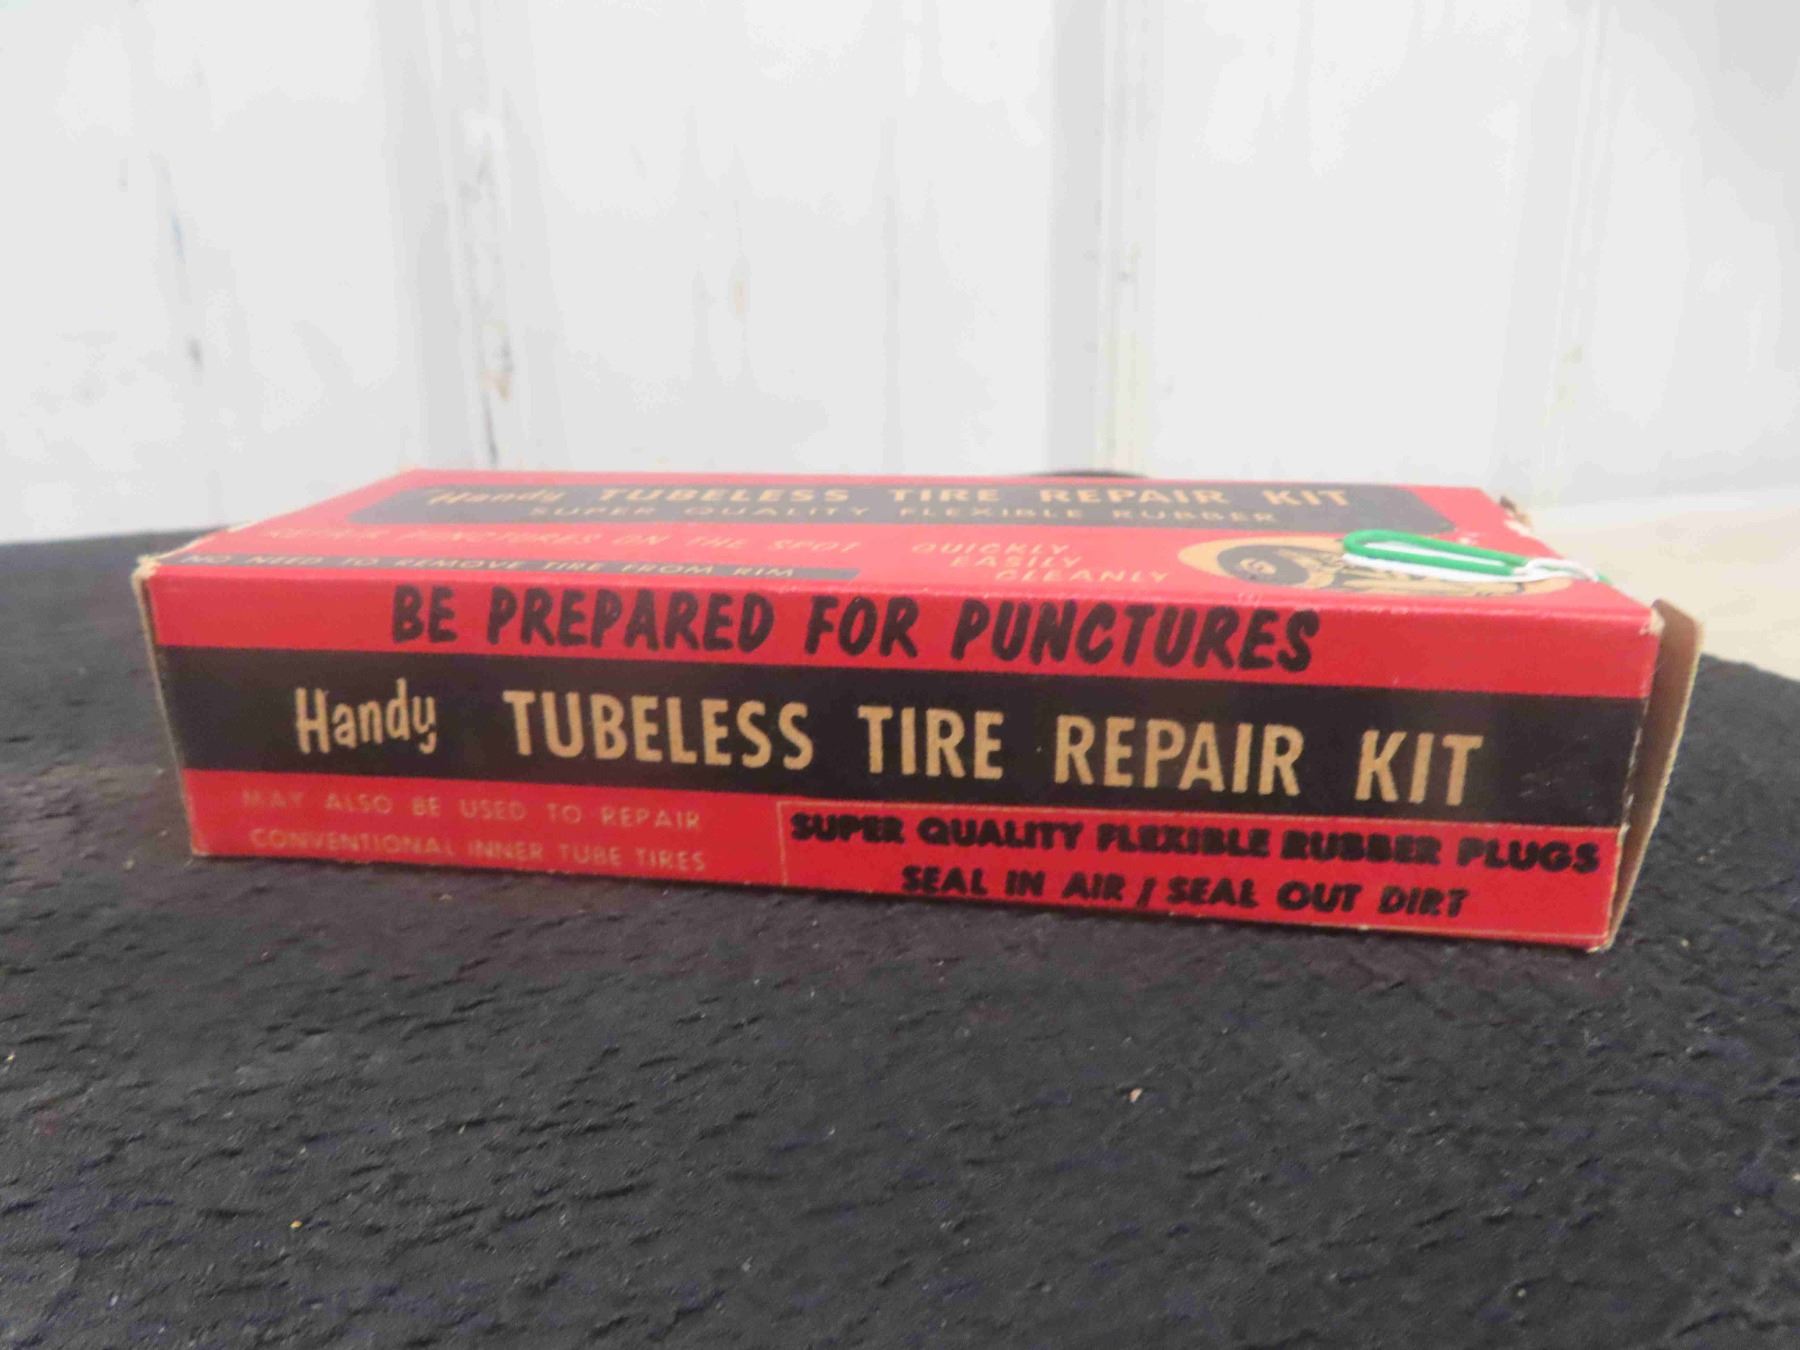 Handy TUBELESS TIRE REPAIR KIT
SUPER QUALITY FLEXIBLE RUBBER
REPAIR PUNCTURES ON THE SPOT
QUICKLY
EASILY
CLEANLY
NO NEED TO REMOVE TIRE FROM RIM
BE PREPARED FOR PUNCTURES
Handy TUBELESS TIRE REPAIR KIT
MAY ALSO BE USED TO REPAIR
CONVENTIONAL INNER TUBE TIRES
SUPER QUALITY FLEXIBLE RUBBER PLUGS
SEAL IN AIR / SEAL OUT DIRT